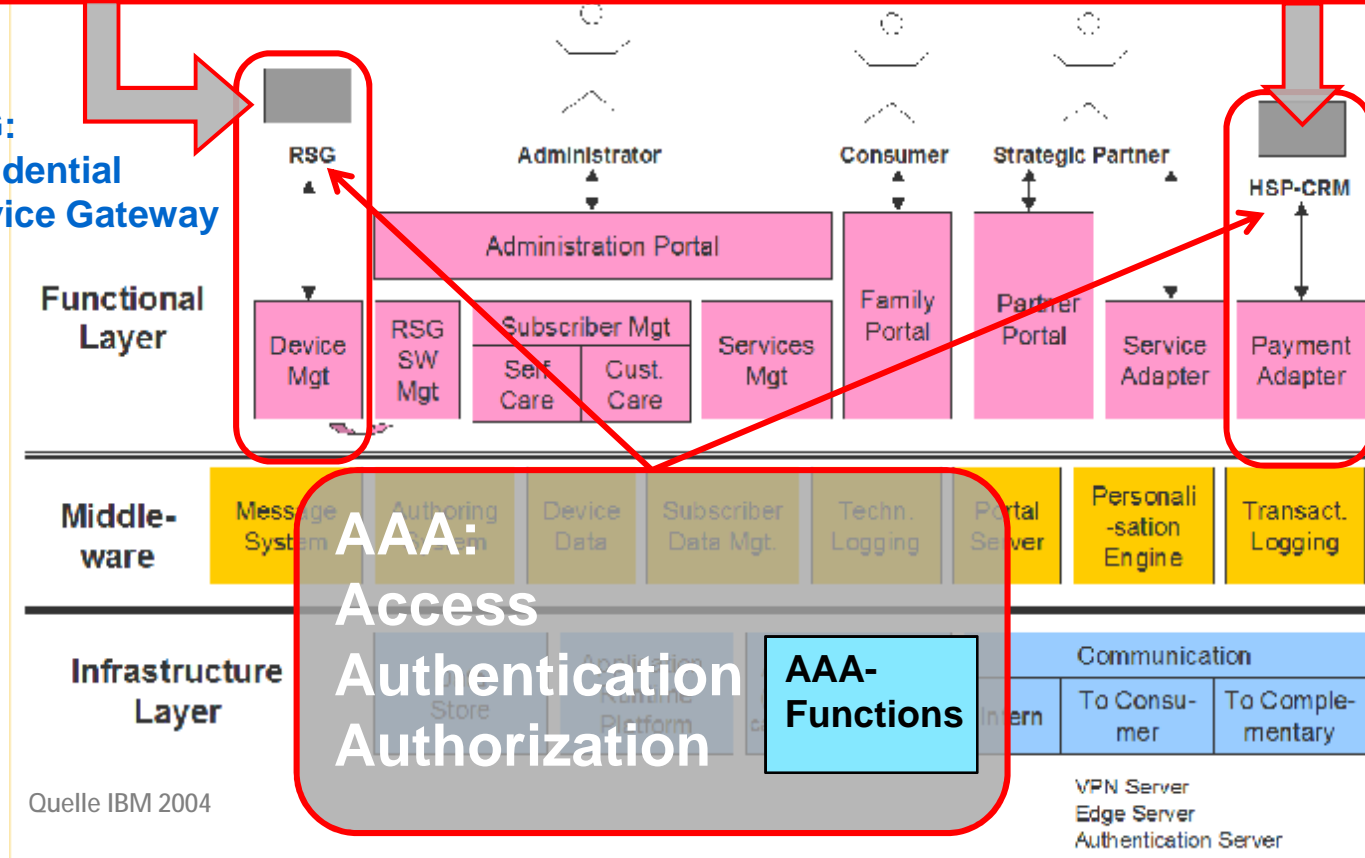 RSG
Administrator
Consumer
Strategic Partner
HSP-CRM
dential
vice Gateway
Functional
Layer
Administration Portal
Device
Mgt
RSG
SW
Mgt
Subscriber Mgt
Self
Care
Cust.
Care
Services
Mgt
Family
Portal
Partner
Portal
Service
Adapter
Payment
Adapter
Middle-
ware
Message
System
Authoring
System
Device
Data
Subscriber
Data Mgt.
Techn.
Logging
Portal
Server
Personali
-sation
Engine
Transact.
Logging
AAA:
Access
Authentication
Authorization
AAA-
Functions
Infrastructure
Layer
Store
Application
Runtime
Platform
Communication
Intern
To Consu-
mer
To Comple-
mentary
Quelle IBM 2004
VPN Server
Edge Server
Authentication Server